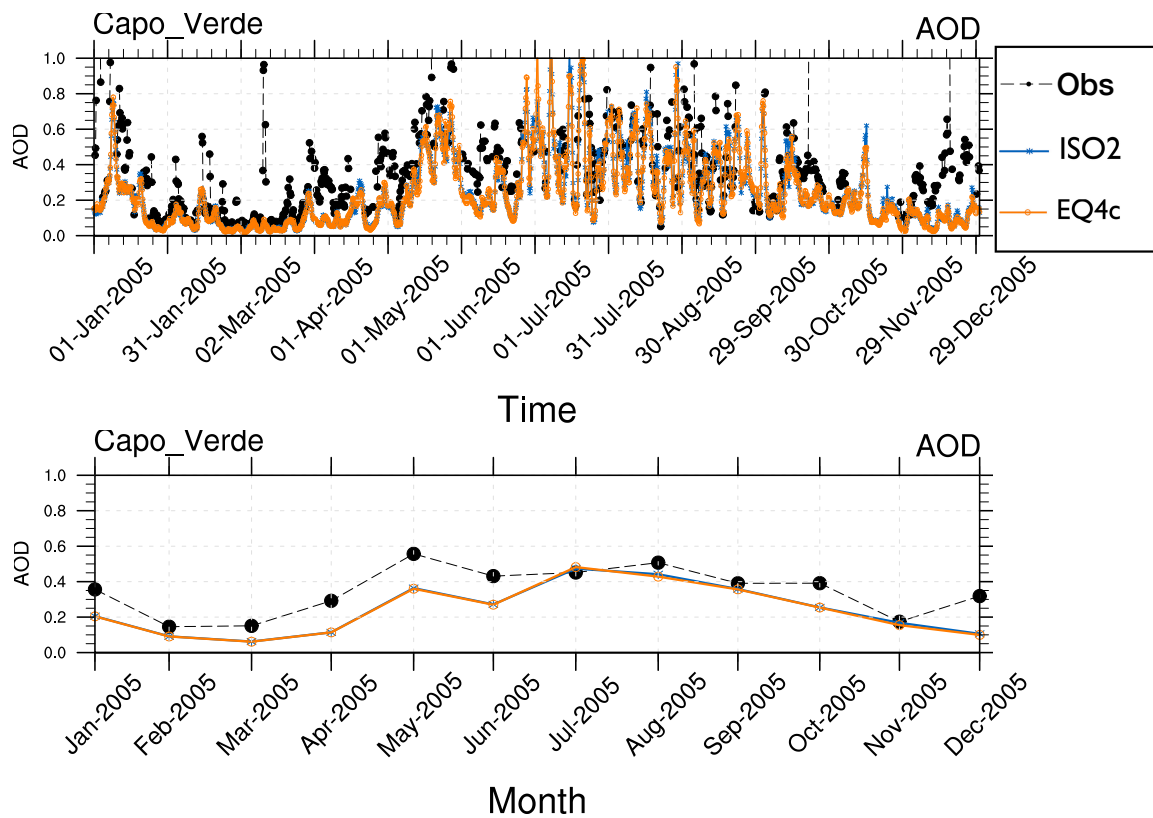 Capo_Verde AOD
1.0
0.8
0.6
0.4
0.2
0.0
AOD
01-Jan-2005
31-Jan-2005
02-Mar-2005
01-Apr-2005
01-May-2005
01-Jun-2005
01-Jul-2005
31-Jul-2005
30-Aug-2005
29-Sep-2005
30-Oct-2005
29-Nov-2005
29-Dec-2005
Time
Obs
ISO2
EQ4c
Capo_Verde AOD
1.0
0.8
0.6
0.4
0.2
0.0
AOD
Jan-2005
Feb-2005
Mar-2005
Apr-2005
May-2005
Jun-2005
Jul-2005
Aug-2005
Sep-2005
Oct-2005
Nov-2005
Dec-2005
Month